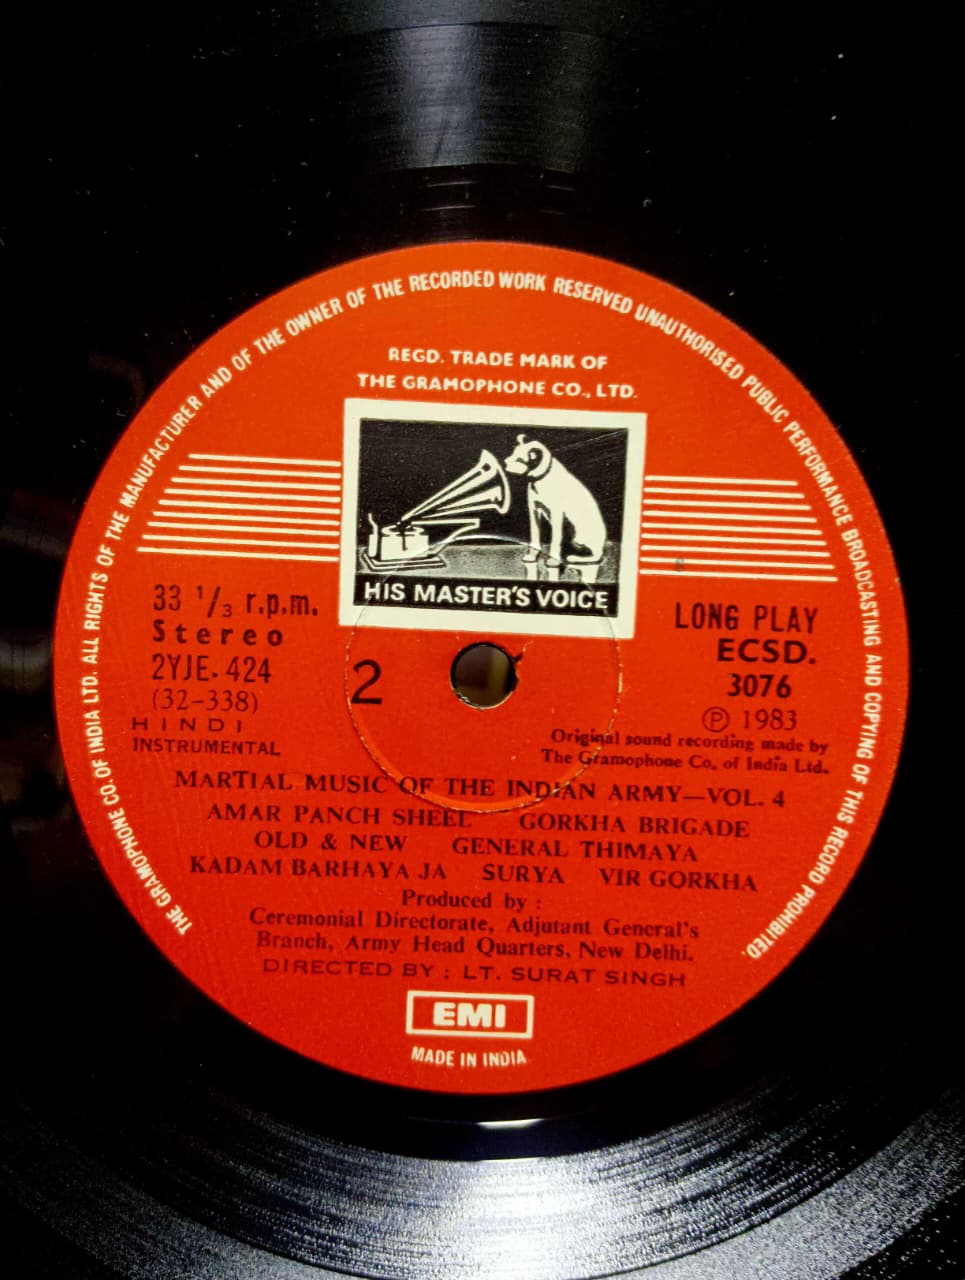 THE GRAMOPHONE CO. OF INDIA LTD. ALL RIGHTS OF THE MANUFACTURER AND OF THE OWNER OF THE RECORDED WORK RESERVED UNAUTHORISED PUBLIC PERFORMANCE BROADCASTING AND COPYING OF THIS RECORD PROHIBITED.
REGD. TRADE MARK OF
THE GRAMOPHONE CO., LTD.
HIS MASTER'S VOICE
33 1/3 r.p.m.
Stereo
2YJE. 424
(32-338)
HINDI
INSTRUMENTAL
2
LONG PLAY
ECSD.
3076
℗ 1983
Original sound recording made by
The Gramophone Co. of India Ltd.
MARTIAL MUSIC OF THE INDIAN ARMY—VOL. 4
AMAR PANCH SHEEL GORKHA BRIGADE
OLD & NEW GENERAL THIMAYA
KADAM BARHAYA JA SURYA VIR GORKHA
Produced by :
Ceremonial Directorate, Adjutant General's
Branch, Army Head Quarters, New Delhi.
DIRECTED BY : LT. SURAT SINGH
EMI
MADE IN INDIA